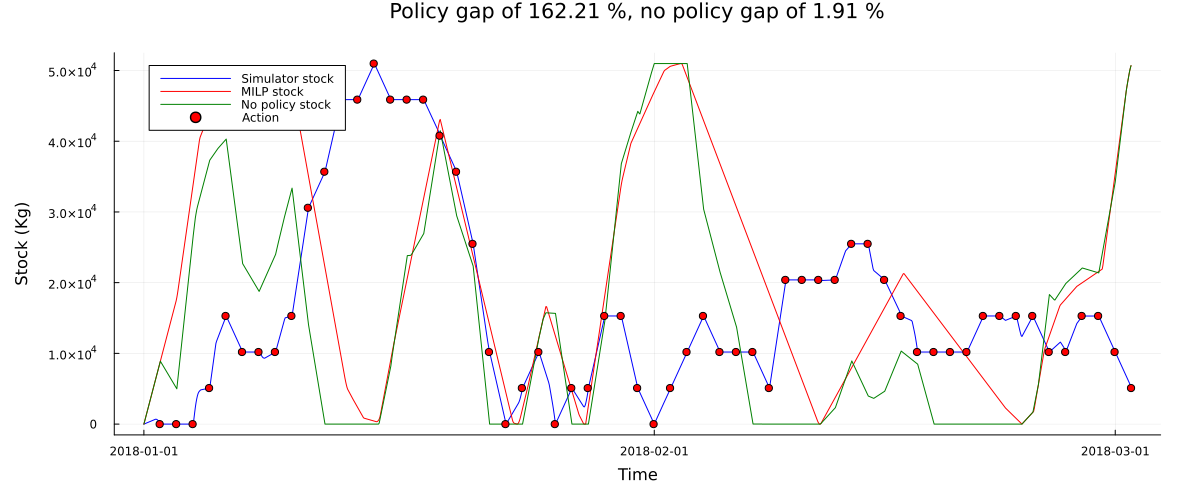 Policy gap of 162.21 %, no policy gap of 1.91 %
Simulator stock
MILP stock
No policy stock
Action
5.0×10⁴
4.0×10⁴
3.0×10⁴
2.0×10⁴
1.0×10⁴
0
Stock (Kg)
2018-01-01 2018-02-01 2018-03-01
Time